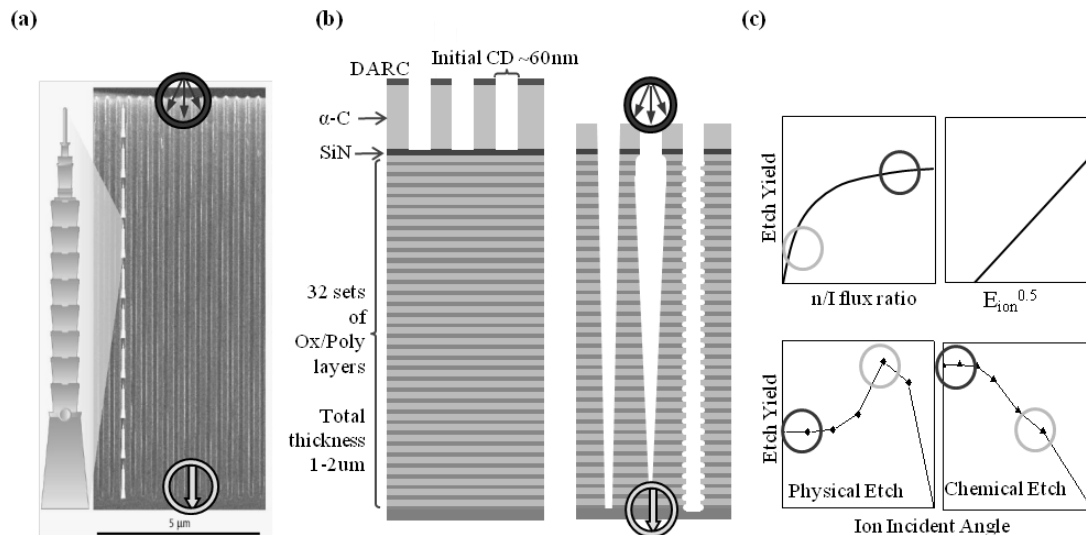 (a)
5 µm
(b)
Initial CD ~60nm
DARC
α-C
SiN
32 sets
of
Ox/Poly
layers
Total
thickness
1-2um
(c)
Etch Yield
n/I flux ratio
E_ion^0.5
Etch Yield
Physical Etch
Chemical Etch
Ion Incident Angle